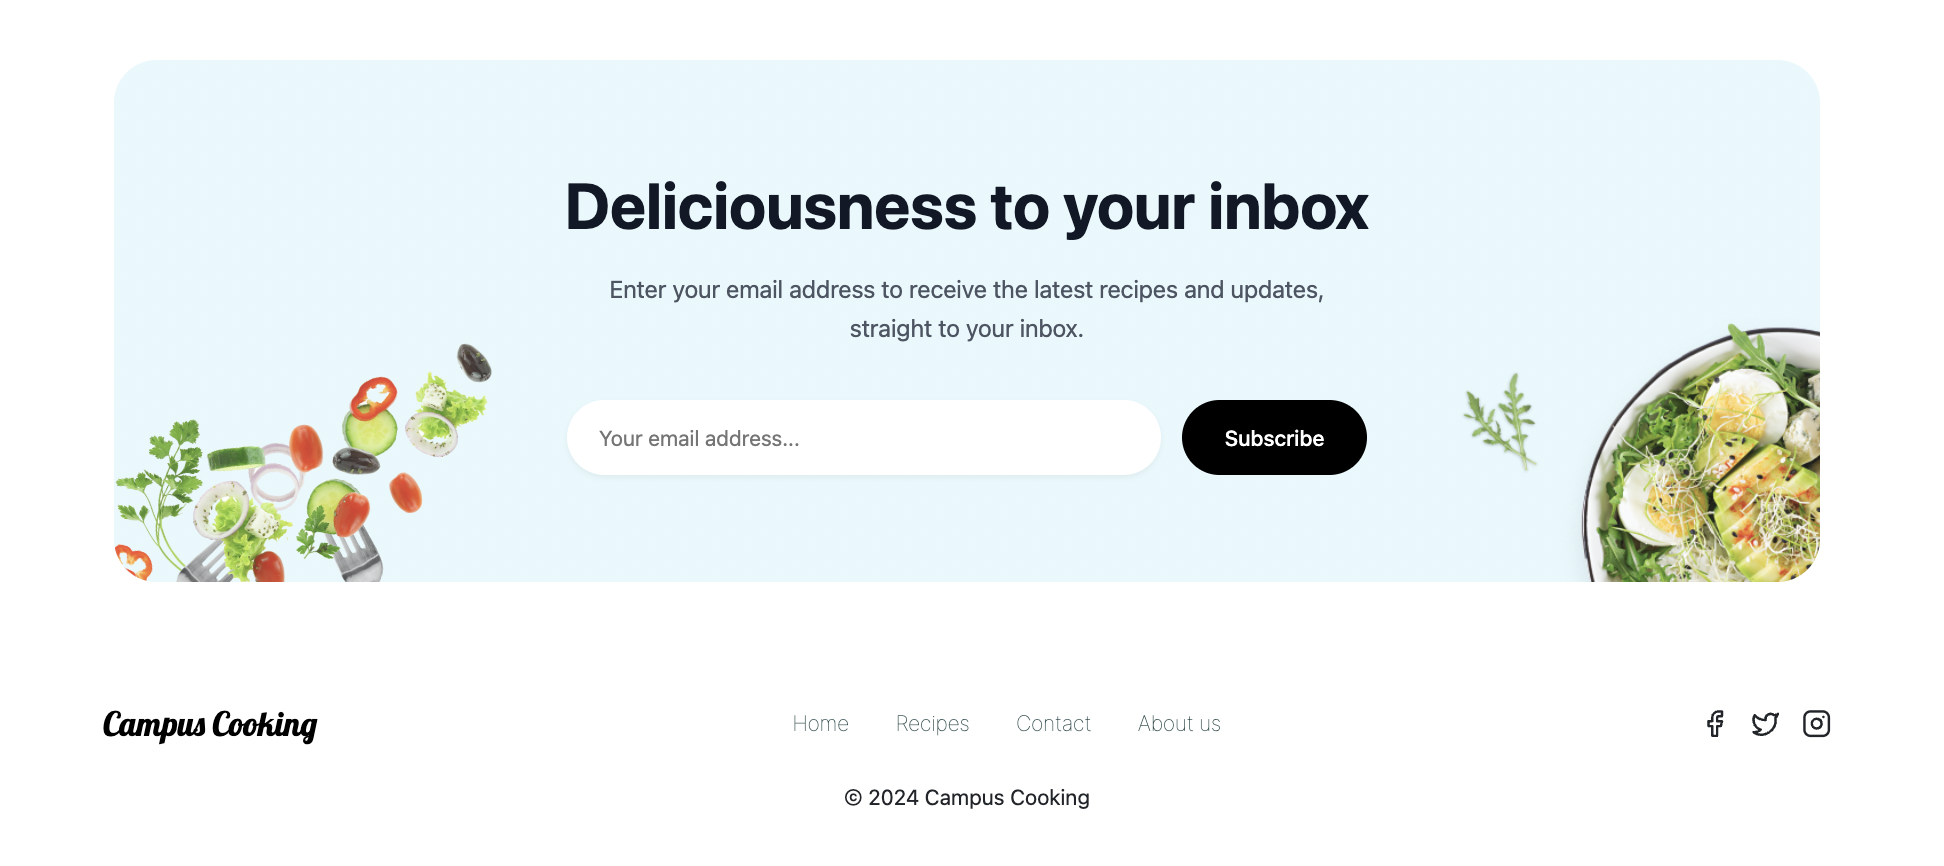 Deliciousness to your inbox
Enter your email address to receive the latest recipes and updates,
straight to your inbox.
Your email address...
Subscribe
Campus Cooking
Home
Recipes
Contact
About us
© 2024 Campus Cooking